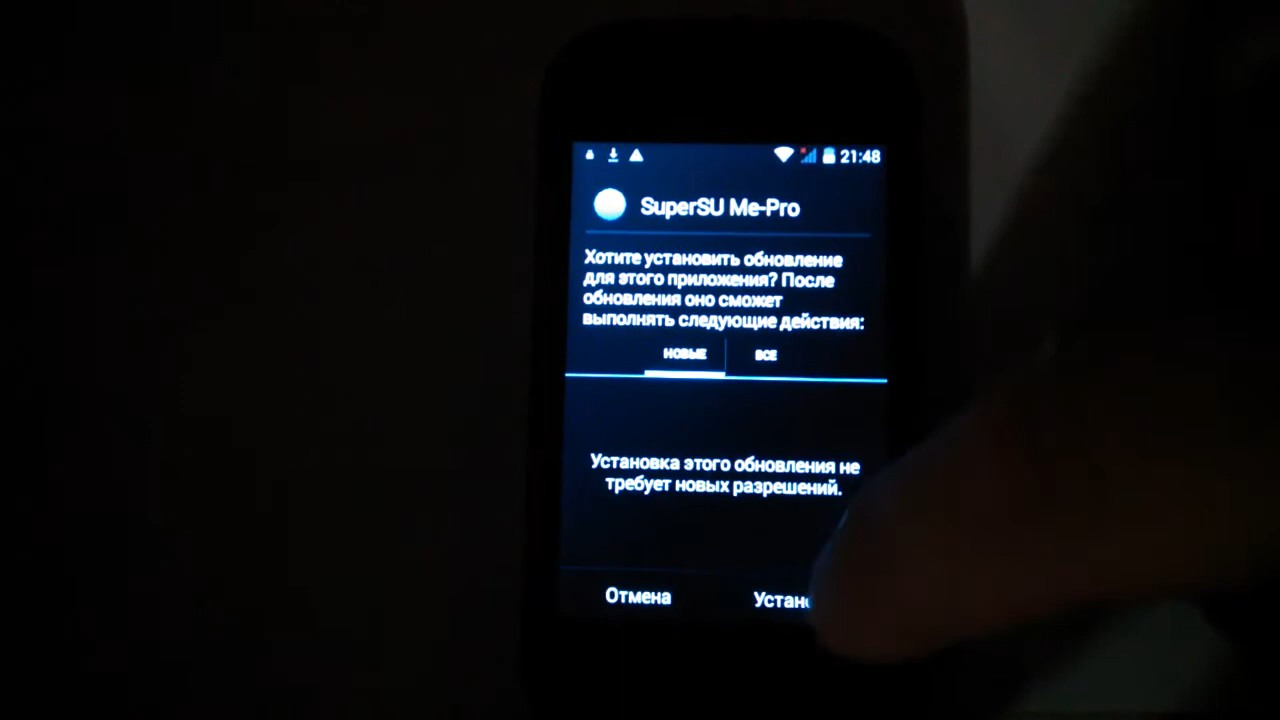 21:48
SuperSU Me-Pro
Хотите установить обновление
для этого приложения? После
обновления оно сможет
выполнять следующие действия:
НОВЫЕ ВСЕ
Установка этого обновления не
требует новых разрешений.
Отмена